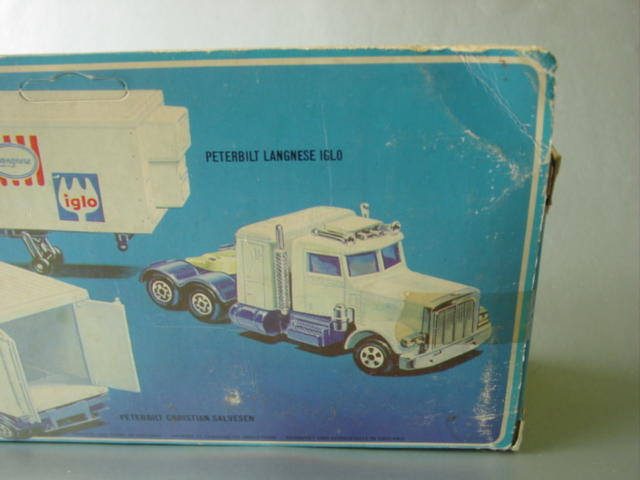 PETERBILT LANGNESE IGLO
Langnese
iglo
PETERBILT CHRISTIAN SALVESEN